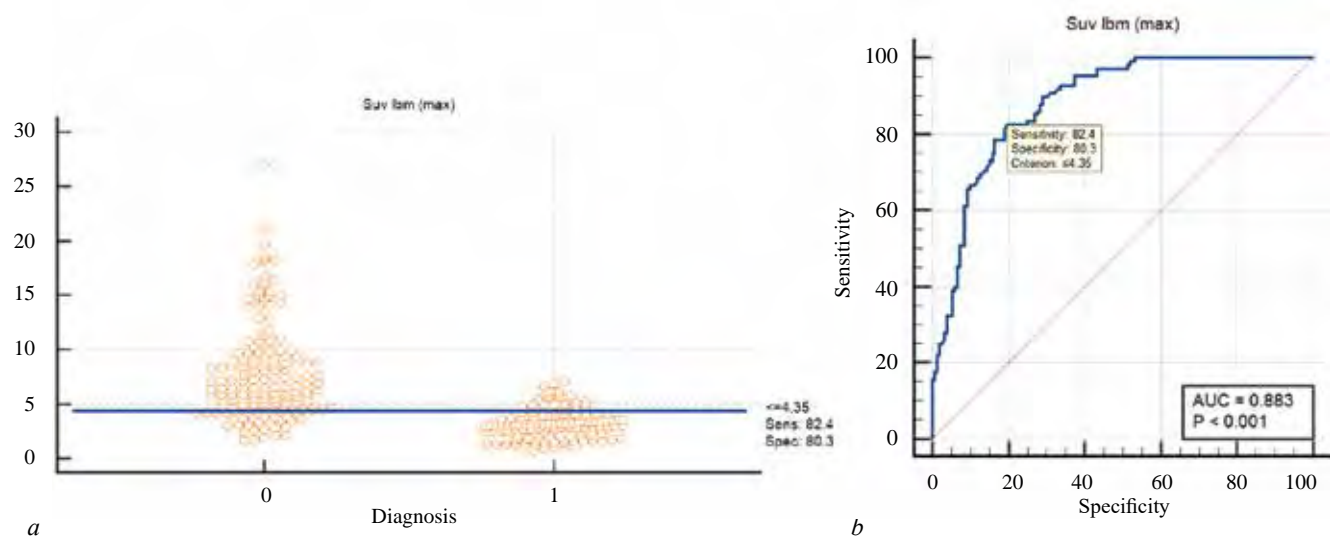 Suv lbm (max)
30
25
20
15
10
5
0
<=4.35
Sens: 82.4
Spec: 80.3
0 1
Diagnosis
a
Suv lbm (max)
100
80
60
40
20
0
Sensitivity
Sensitivity: 82.4
Specificity: 80.3
Criterion: ≤4.35
AUC = 0.883
P < 0.001
0 20 40 60 80 100
Specificity
b